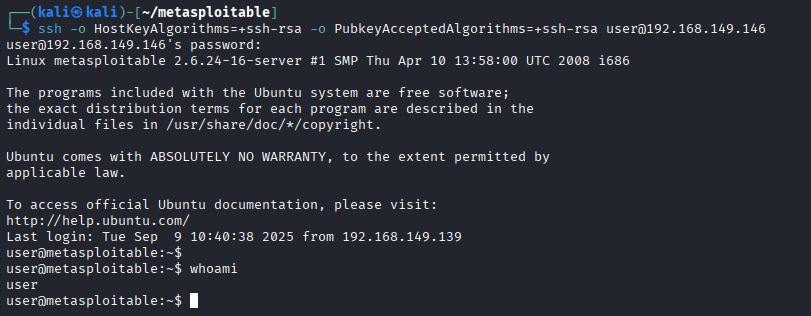 ┌──(kali㉿kali)-[~/metasploitable]
└─$ ssh -o HostKeyAlgorithms=+ssh-rsa -o PubkeyAcceptedAlgorithms=+ssh-rsa user@192.168.149.146
user@192.168.149.146's password:
Linux metasploitable 2.6.24-16-server #1 SMP Thu Apr 10 13:58:00 UTC 2008 i686

The programs included with the Ubuntu system are free software;
the exact distribution terms for each program are described in the
individual files in /usr/share/doc/*/copyright.

Ubuntu comes with ABSOLUTELY NO WARRANTY, to the extent permitted by
applicable law.

To access official Ubuntu documentation, please visit:
http://help.ubuntu.com/
Last login: Tue Sep  9 10:40:38 2025 from 192.168.149.139
user@metasploitable:~$
user@metasploitable:~$ whoami
user
user@metasploitable:~$